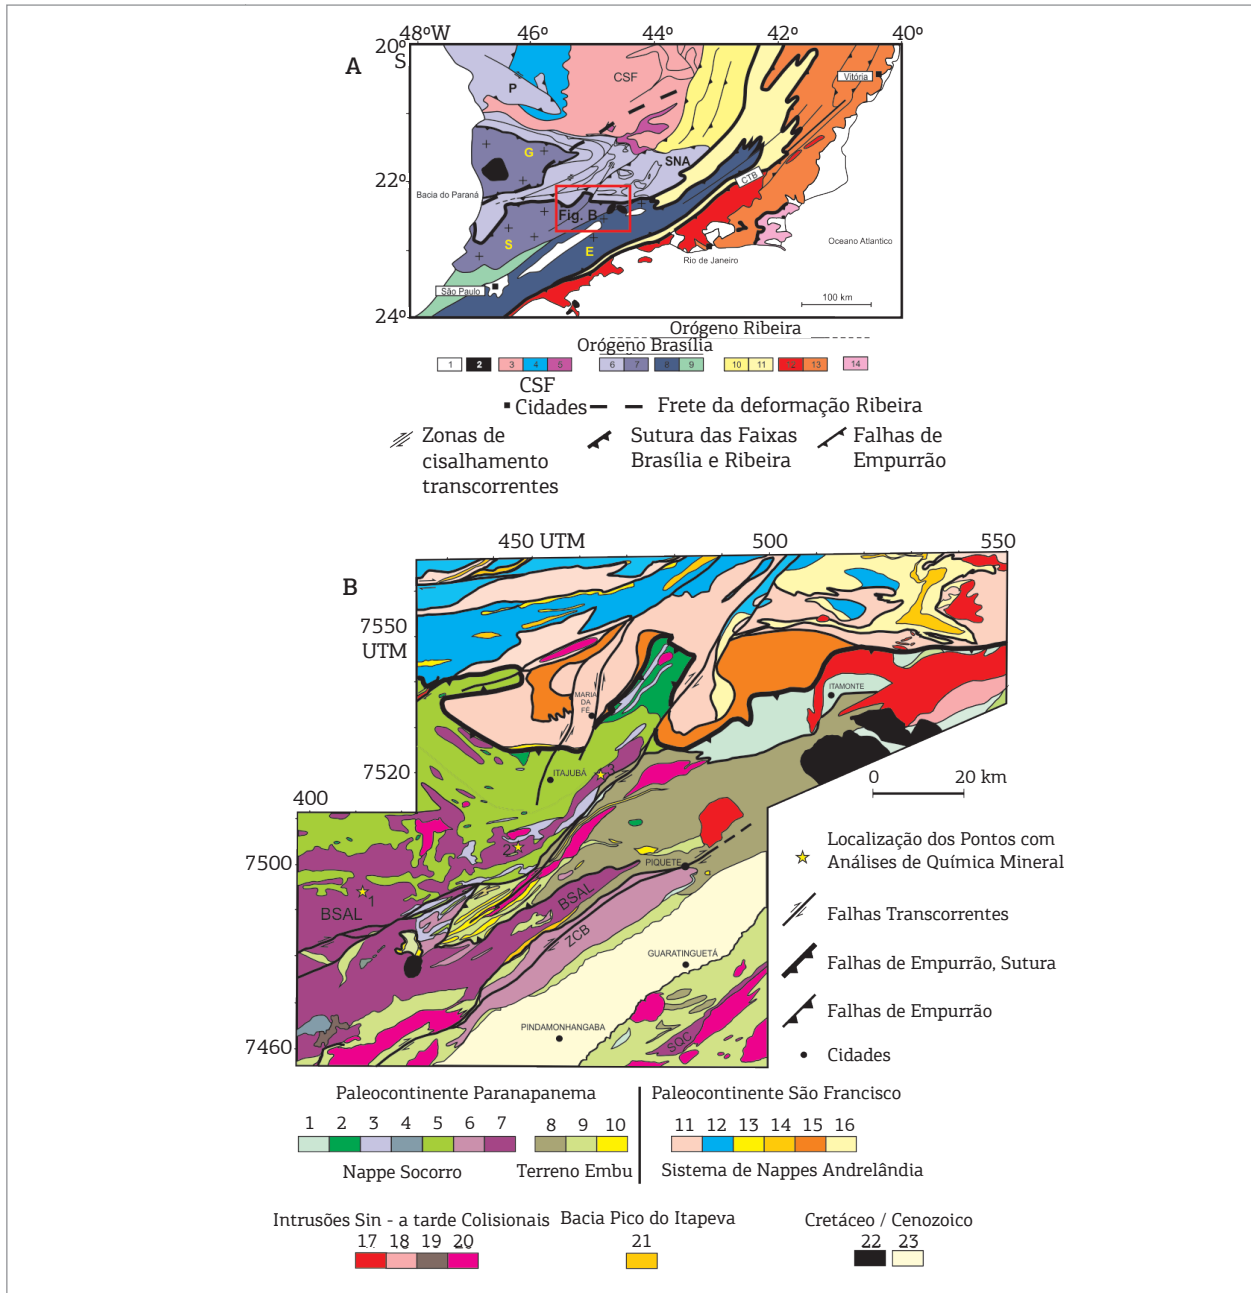 48ºW 46º 44º 42º 40º
20º
S
A
CSF
P
Vitória
G
SNA
22º
CTB
Bacia do Paraná
Fig. B
Oceano Atlantico
S
E
Rio de Janeiro
São Paulo
100 km
24º
Orógeno Ribeira
Orógeno Brasília
1 2 3 4 5 6 7 8 9 10 11 12 13 14
CSF
Cidades
Frete da deformação Ribeira
Zonas de
cisalhamento
transcorrentes
Sutura das Faixas
Brasília e Ribeira
Falhas de
Empurrão
450 UTM 500 550
B
7550
UTM
MARIA
DA
FÉ
ITAMONTE
ITAJUBÁ
3
7520
0 20 km
400
2
7500
PIQUETE
BSAL
1
BSAL
ZCB
GUARATINGUETÁ
PINDAMONHANGABA
SQC
7460
Localização dos Pontos com
Análises de Química Mineral
Falhas Transcorrentes
Falhas de Empurrão, Sutura
Falhas de Empurrão
Cidades
Paleocontinente Paranapanema
Paleocontinente São Francisco
1 2 3 4 5 6 7 8 9 10 11 12 13 14 15 16
Nappe Socorro
Terreno Embu
Sistema de Nappes Andrelândia
Intrusões Sin - a tarde Colisionais
Bacia Pico do Itapeva
Cretáceo / Cenozoico
17 18 19 20 21 22 23